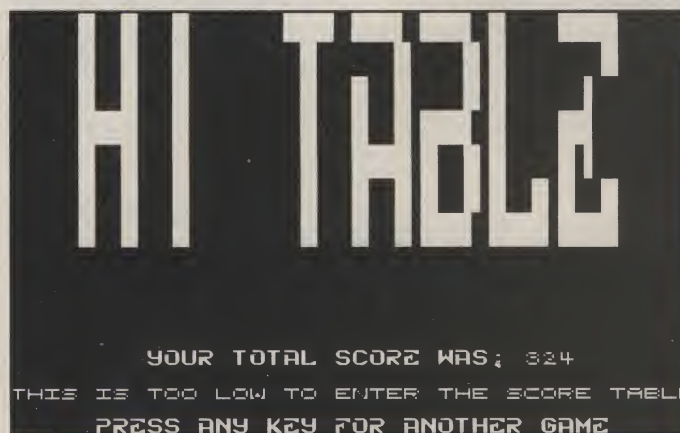 HI TABLE
YOUR TOTAL SCORE WAS; 324
THIS IS TOO LOW TO ENTER THE SCORE TABLE
PRESS ANY KEY FOR ANOTHER GAME